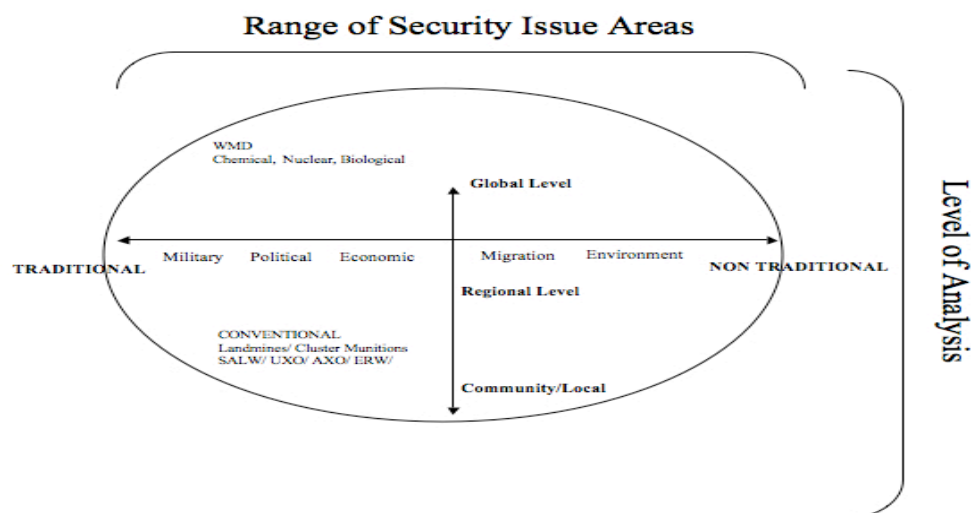 Range of Security Issue Areas
WMD
Chemical, Nuclear, Biological
Global Level
Military Political Economic Migration Environment
TRADITIONAL
NON TRADITIONAL
Regional Level
CONVENTIONAL
Landmines/ Cluster Munitions
SALW/ UXO/ AXO/ ERW/
Community/Local
Level of Analysis